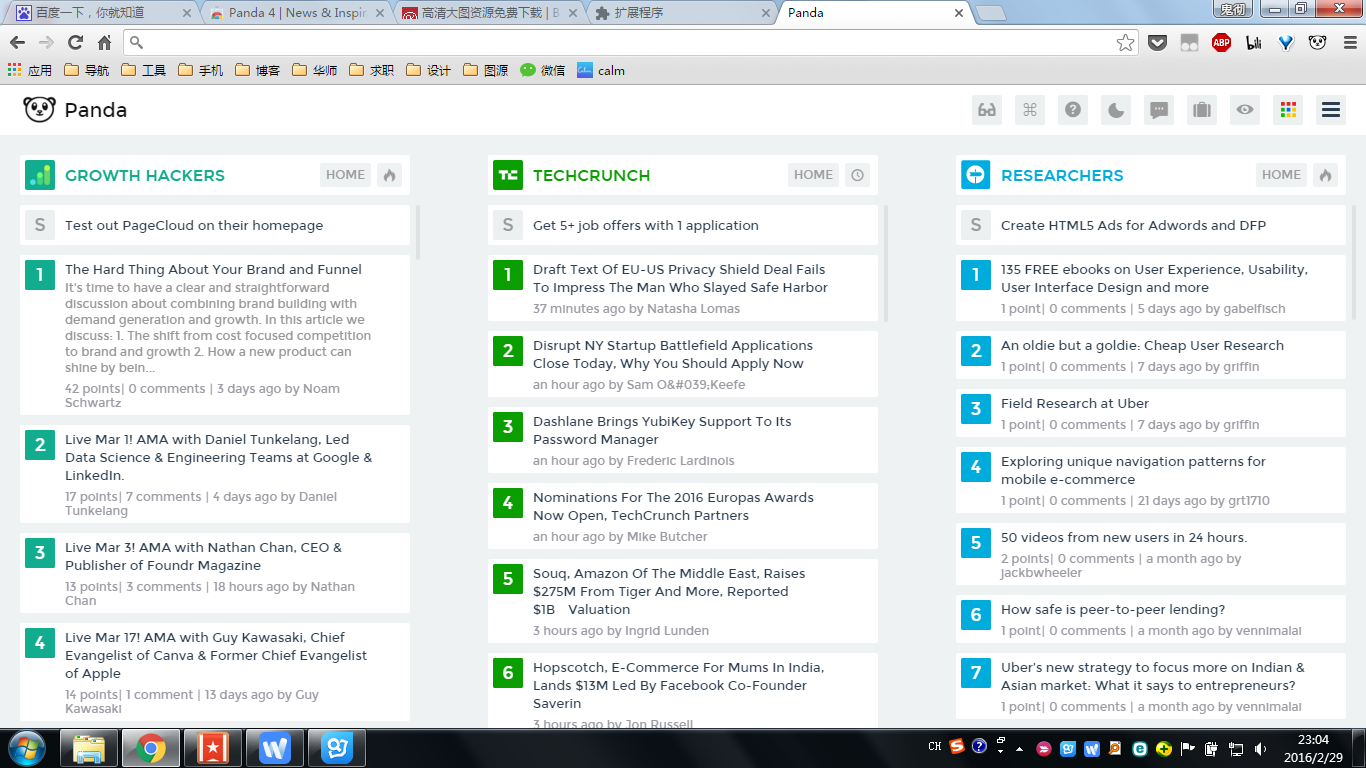 百度一下，你就知道
Panda 4 | News & Inspir
高清大图资源免费下载 | B
扩展程序
Panda
鬼彻
ABP
应用
导航
工具
手机
博客
华师
求职
设计
图源
微信
calm
Panda
GROWTH HACKERS
HOME
S
Test out PageCloud on their homepage
1
The Hard Thing About Your Brand and Funnel
It's time to have a clear and straightforward
discussion about combining brand building with
demand generation and growth. In this article we
discuss: 1. The shift from cost focused competition
to brand and growth 2. How a new product can
shine by bein...
42 points| 0 comments | 3 days ago by Noam
Schwartz
2
Live Mar 1! AMA with Daniel Tunkelang, Led
Data Science & Engineering Teams at Google &
LinkedIn.
17 points| 7 comments | 4 days ago by Daniel
Tunkelang
3
Live Mar 3! AMA with Nathan Chan, CEO &
Publisher of Foundr Magazine
13 points| 3 comments | 18 hours ago by Nathan
Chan
4
Live Mar 17! AMA with Guy Kawasaki, Chief
Evangelist of Canva & Former Chief Evangelist
of Apple
14 points| 1 comment | 13 days ago by Guy
Kawasaki
TC
TECHCRUNCH
HOME
S
Get 5+ job offers with 1 application
1
Draft Text Of EU-US Privacy Shield Deal Fails
To Impress The Man Who Slayed Safe Harbor
37 minutes ago by Natasha Lomas
2
Disrupt NY Startup Battlefield Applications
Close Today, Why You Should Apply Now
an hour ago by Sam O&#039;Keefe
3
Dashlane Brings YubiKey Support To Its
Password Manager
an hour ago by Frederic Lardinois
4
Nominations For The 2016 Europas Awards
Now Open, TechCrunch Partners
an hour ago by Mike Butcher
5
Souq, Amazon Of The Middle East, Raises
$275M From Tiger And More, Reported
$1B Valuation
3 hours ago by Ingrid Lunden
6
Hopscotch, E-Commerce For Mums In India,
Lands $13M Led By Facebook Co-Founder
Saverin
3 hours ago by Jon Russell
RESEARCHERS
HOME
S
Create HTML5 Ads for Adwords and DFP
1
135 FREE ebooks on User Experience, Usability,
User Interface Design and more
1 point| 0 comments | 5 days ago by gabelfisch
2
An oldie but a goldie: Cheap User Research
1 point| 0 comments | 7 days ago by griffin
3
Field Research at Uber
1 point| 0 comments | 7 days ago by griffin
4
Exploring unique navigation patterns for
mobile e-commerce
1 point| 0 comments | 21 days ago by grt1710
5
50 videos from new users in 24 hours.
2 points| 0 comments | a month ago by
jackbwheeler
6
How safe is peer-to-peer lending?
1 point| 0 comments | a month ago by vennimalai
7
Uber's new strategy to focus more on Indian &
Asian market: What it says to entrepreneurs?
1 point| 0 comments | a month ago by vennimalai
CH
23:04
2016/2/29